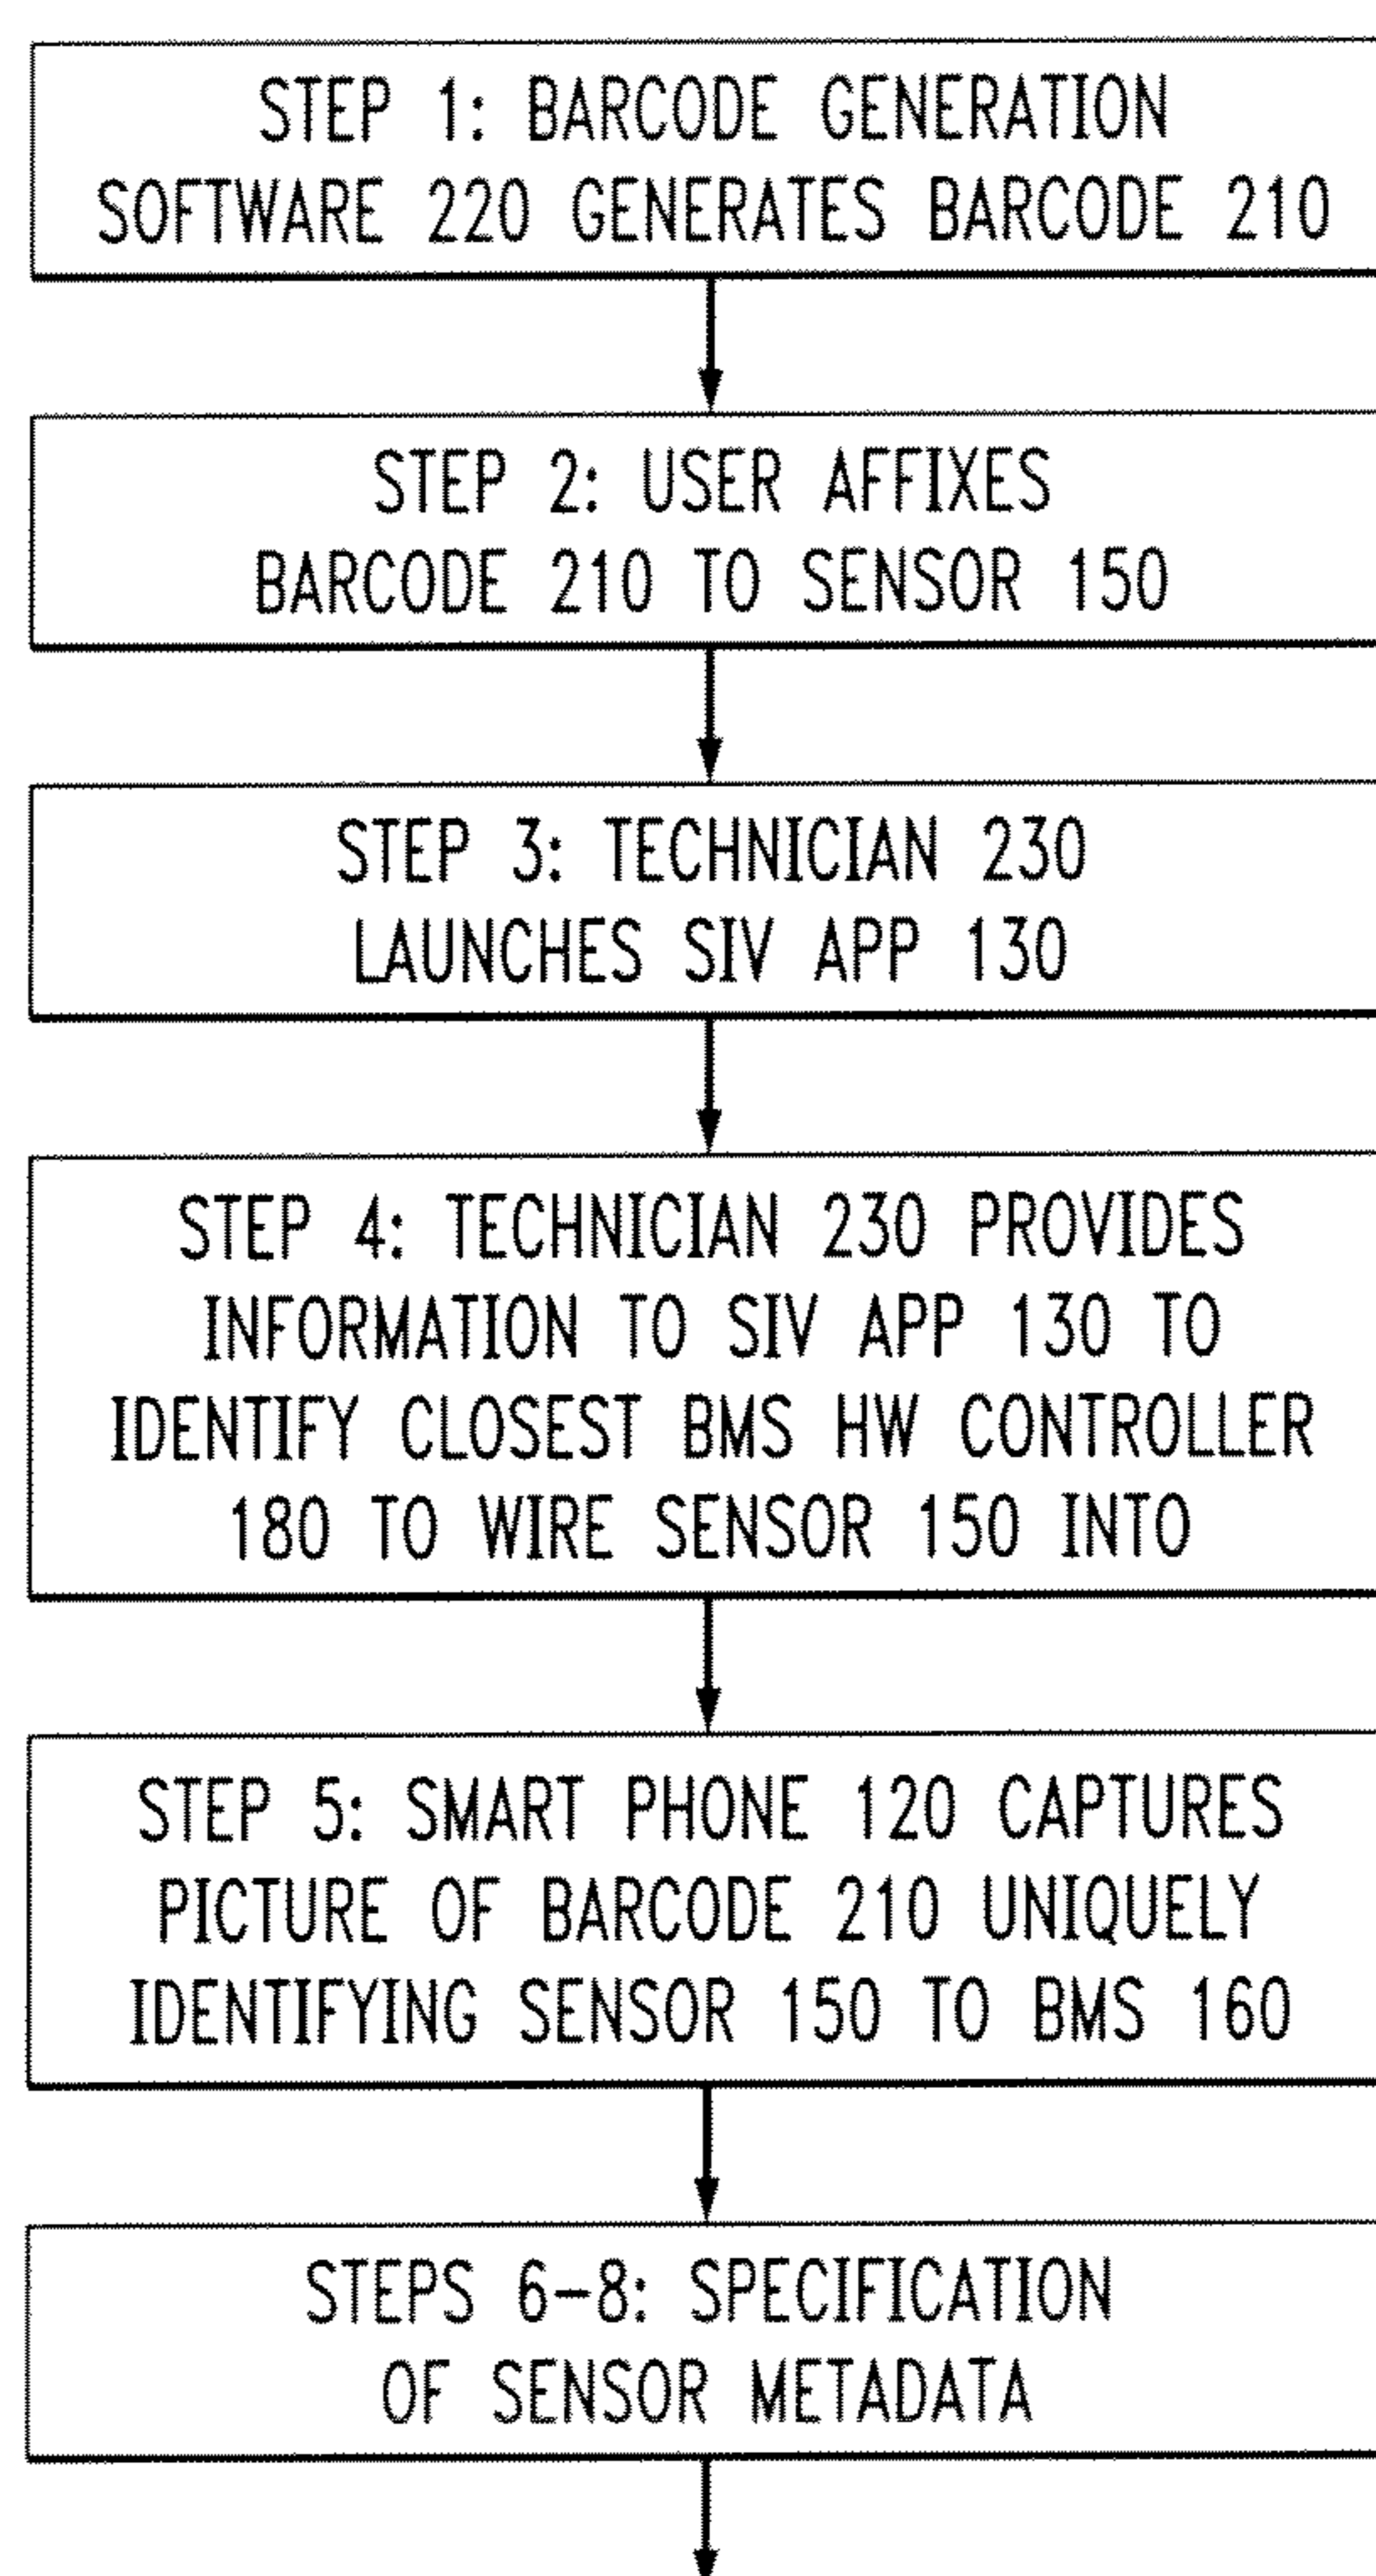 STEP 1: BARCODE GENERATION
SOFTWARE 220 GENERATES BARCODE 210
STEP 2: USER AFFIXES
BARCODE 210 TO SENSOR 150
STEP 3: TECHNICIAN 230
LAUNCHES SIV APP 130
STEP 4: TECHNICIAN 230 PROVIDES
INFORMATION TO SIV APP 130 TO
IDENTIFY CLOSEST BMS HW CONTROLLER
180 TO WIRE SENSOR 150 INTO
STEP 5: SMART PHONE 120 CAPTURES
PICTURE OF BARCODE 210 UNIQUELY
IDENTIFYING SENSOR 150 TO BMS 160
STEPS 6-8: SPECIFICATION
OF SENSOR METADATA